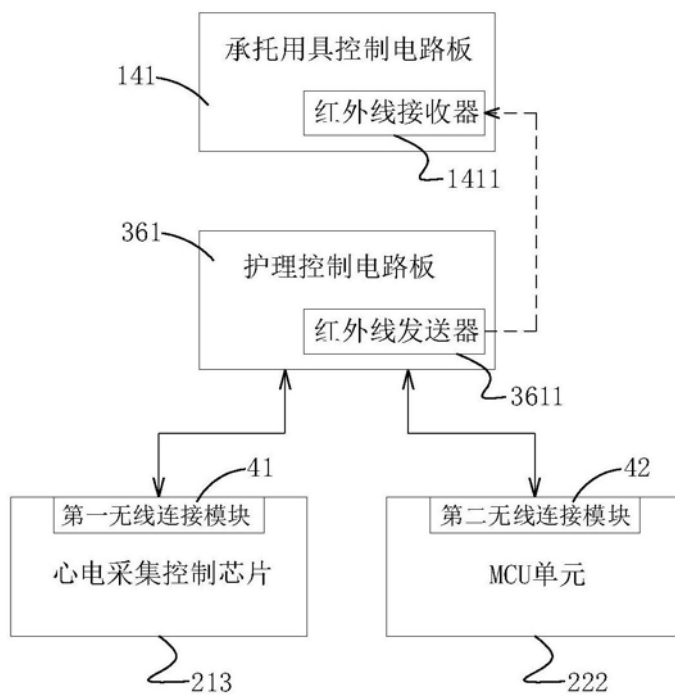 承托用具控制电路板
141
红外线接收器
1411
361
护理控制电路板
红外线发送器
3611
41
42
第一无线连接模块
第二无线连接模块
心电采集控制芯片
MCU单元
213
222